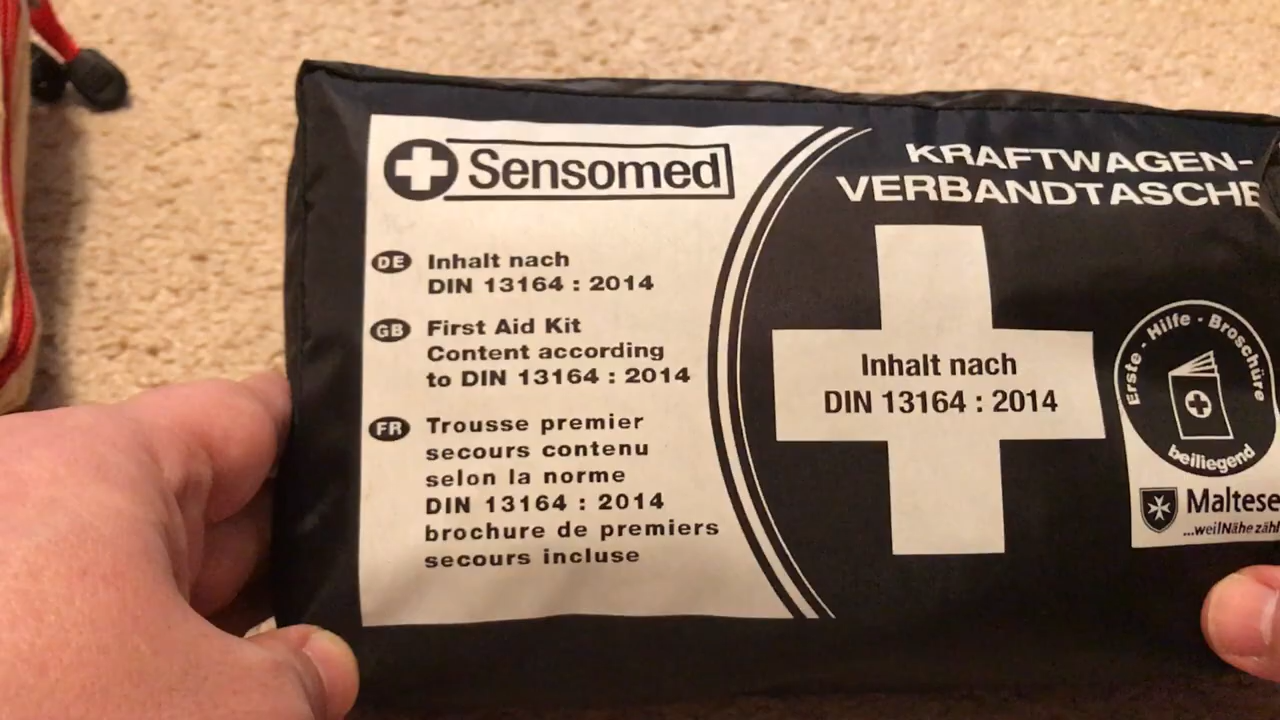 Sensomed
DE Inhalt nach
DIN 13164 : 2014
GB First Aid Kit
Content according
to DIN 13164 : 2014
FR Trousse premier
secours contenu
selon la norme
DIN 13164 : 2014
brochure de premiers
secours incluse
KRAFTWAGEN-
VERBANDTASCHE
Inhalt nach
DIN 13164 : 2014
Erste - Hilfe - Broschüre
beiliegend
Maltese
...weil Nähe zähl